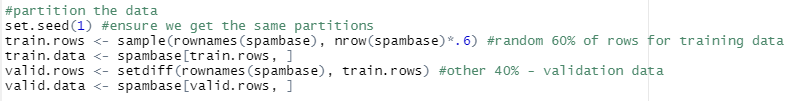 #partition the data
set.seed(1) #ensure we get the same partitions
train.rows <- sample(rownames(spambase), nrow(spambase)*.6) #random 60% of rows for training data
train.data <- spambase[train.rows, ]
valid.rows <- setdiff(rownames(spambase), train.rows) #other 40% - validation data
valid.data <- spambase[valid.rows, ]